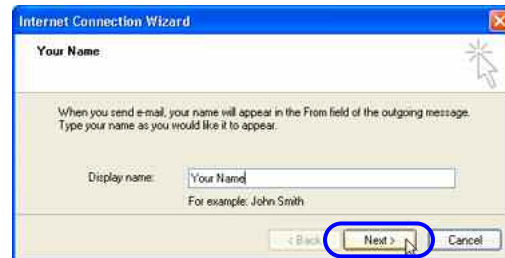 Internet Connection Wizard
Your Name
When you send e-mail, your name will appear in the From field of the outgoing message.
Type your name as you would like it to appear.
Display name: Your Name
For example: John Smith
< Back Next > Cancel